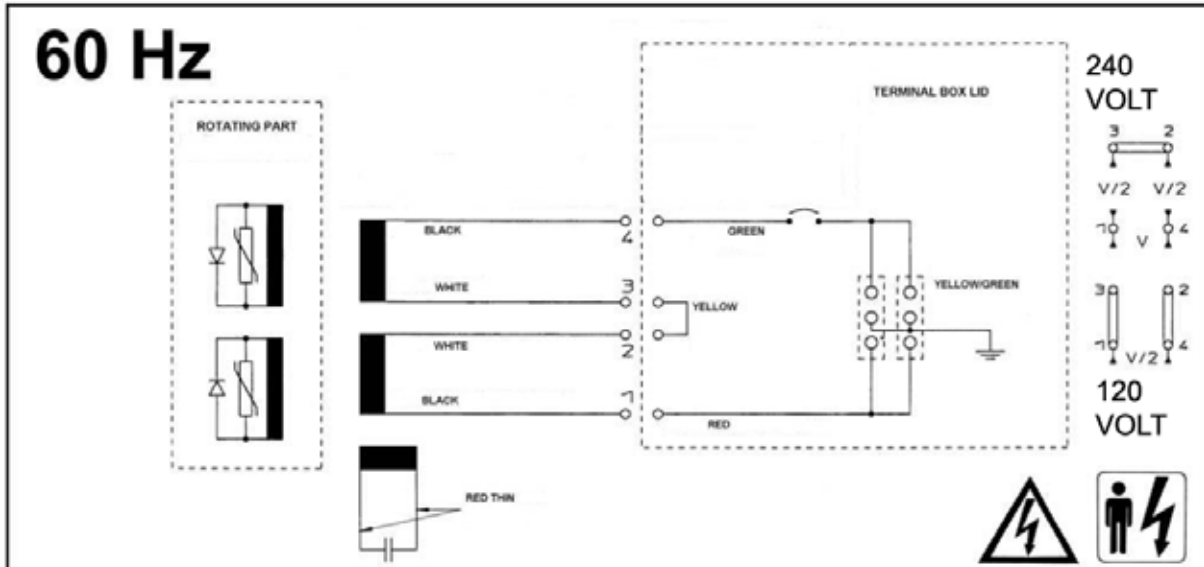 60 Hz
ROTATING PART
BLACK
4
WHITE
3
WHITE
2
BLACK
1
RED THIN
TERMINAL BOX LID
GREEN
YELLOW
YELLOW/GREEN
RED
240
VOLT
3 2
V/2 V/2
1 V 4
3 2
1 V/2 4
120
VOLT